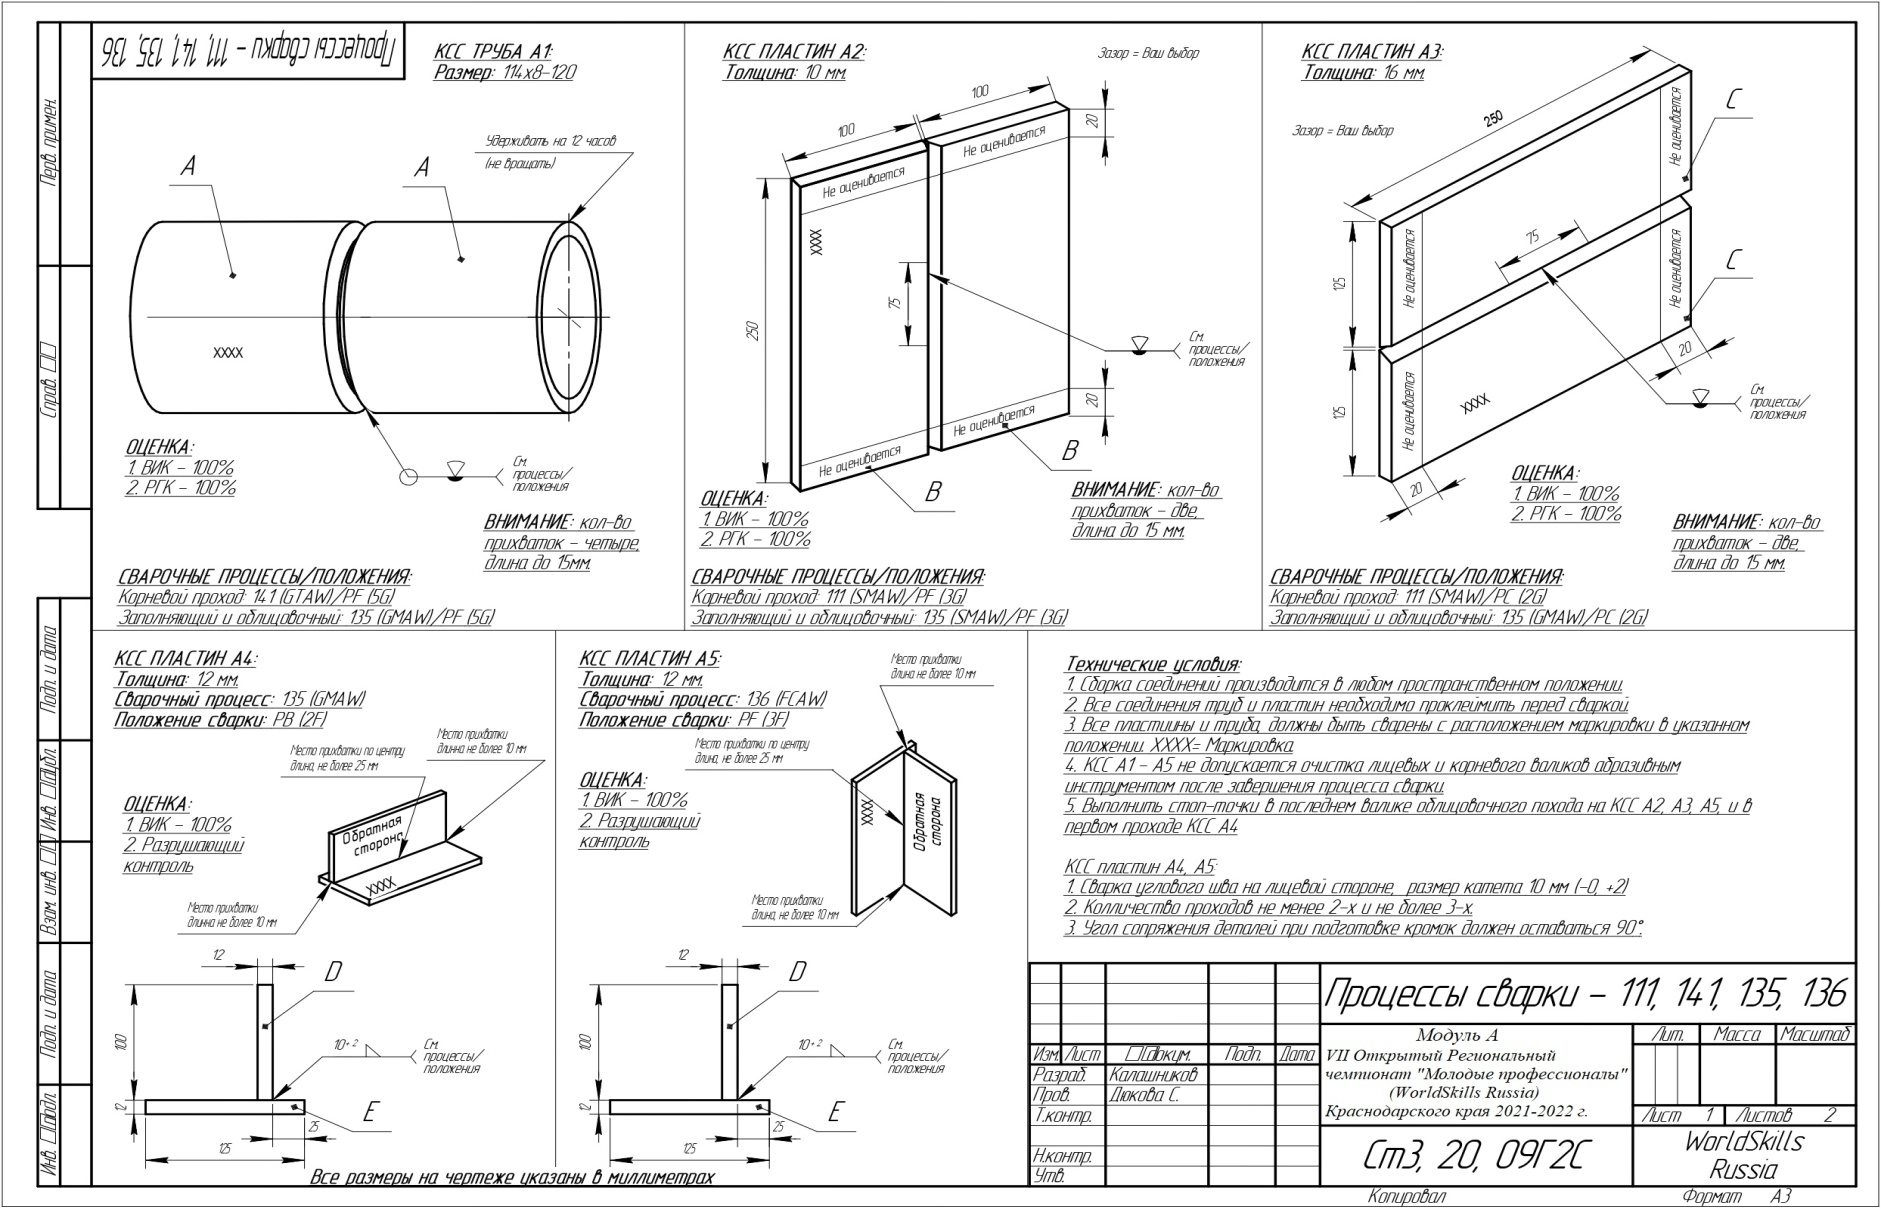 Процессы сварки – 111, 141, 135, 136
Перв. примен.
Справ. □□
Подп. и дата
Инв. □□дубл.
Взам. инв. □□
Подп. и дата
Инв. □□подл.
КСС ТРУБА А1:
Размер: 114х8-120
А
А
Удерживать на 12 часов
(не вращать)
XXXX
См.
процессы/
положения
ОЦЕНКА:
1. ВИК – 100%
2. РГК – 100%
ВНИМАНИЕ: кол-во
прихваток – четыре,
длина до 15мм.
СВАРОЧНЫЕ ПРОЦЕССЫ/ПОЛОЖЕНИЯ:
Корневой проход: 141 (GTAW)/PF (5G)
Заполняющий и облицовочный: 135 (GMAW)/PF (5G)
КСС ПЛАСТИН А2:
Толщина: 10 мм.
Зазор = Ваш выбор
100
100
20
Не оценивается
Не оценивается
XXXX
250
75
См.
процессы/
положения
20
Не оценивается
Не оценивается
В
В
ОЦЕНКА:
1. ВИК – 100%
2. РГК – 100%
ВНИМАНИЕ: кол-во
прихваток – две,
длина до 15 мм.
СВАРОЧНЫЕ ПРОЦЕССЫ/ПОЛОЖЕНИЯ:
Корневой проход: 111 (SMAW)/PF (3G)
Заполняющий и облицовочный: 135 (SMAW)/PF (3G)
КСС ПЛАСТИН А3:
Толщина: 16 мм.
Зазор = Ваш выбор
250
С
Не оценивается
Не оценивается
75
125
С
Не оценивается
Не оценивается
125
20
20
XXXX
См.
процессы/
положения
ОЦЕНКА:
1. ВИК – 100%
2. РГК – 100%
ВНИМАНИЕ: кол-во
прихваток – две,
длина до 15 мм.
СВАРОЧНЫЕ ПРОЦЕССЫ/ПОЛОЖЕНИЯ:
Корневой проход: 111 (SMAW)/PC (2G)
Заполняющий и облицовочный: 135 (GMAW)/PC (2G)
КСС ПЛАСТИН А4:
Толщина: 12 мм.
Сварочный процесс: 135 (GMAW)
Положение сварки: PB (2F)
Место прихватки по центру
длина, не более 25 мм
Место прихватки
длинна не более 10 мм
ОЦЕНКА:
1. ВИК – 100%
2. Разрушающий
контроль
Обратная
сторона
XXXX
Место прихватки
длинна не более 10 мм
12
D
100
10+2
См.
процессы/
положения
12
E
25
125
КСС ПЛАСТИН А5:
Толщина: 12 мм.
Сварочный процесс: 136 (FCAW)
Положение сварки: PF (3F)
Место прихватки
длина не более 10 мм
Место прихватки по центру
длина, не более 25 мм
ОЦЕНКА:
1. ВИК – 100%
2. Разрушающий
контроль
XXXX
Обратная
сторона
Место прихватки
длина, не более 10 мм
12
D
100
10+2
См.
процессы/
положения
12
E
25
125
Все размеры на чертеже указаны в миллиметрах
Технические условия:
1. Сборка соединений производится в любом пространственном положении.
2. Все соединения труб и пластин необходимо проклеймить перед сваркой.
3. Все пластиины и труба, должны быть сварены с расположением маркировки в указанном
положении. XXXX= Маркировка
4. КСС А1 – А5 не допускается очистка лицевых и корневого валиков абразивным
инструментом после завершения процесса сварки.
5. Выполнить стоп-точки в последнем валике облицовочного похода на КСС А2, А3, А5, и в
первом проходе КСС А4
КСС пластин А4, А5:
1. Сварка углового шва на лицевой стороне, размер катета 10 мм (-0, +2)
2. Колличество проходов не менее 2-х и не более 3-х.
3. Угол сопряжения деталей при подготовке кромок должен оставаться 90°.
Процессы сварки – 111, 141, 135, 136
Изм. Лист □□докум. Подп. Дата
Разраб. Калашников
Пров. Дюкова С.
Т.контр.
Н.контр.
Утв.
Модуль А
VII Открытый Региональный
чемпионат "Молодые профессионалы"
(WorldSkills Russia)
Краснодарского края 2021-2022 г.
Лит. Масса Масштаб
Лист 1 Листов 2
Ст3, 20, 09Г2С
WorldSkills
Russia
Копировал Формат А3